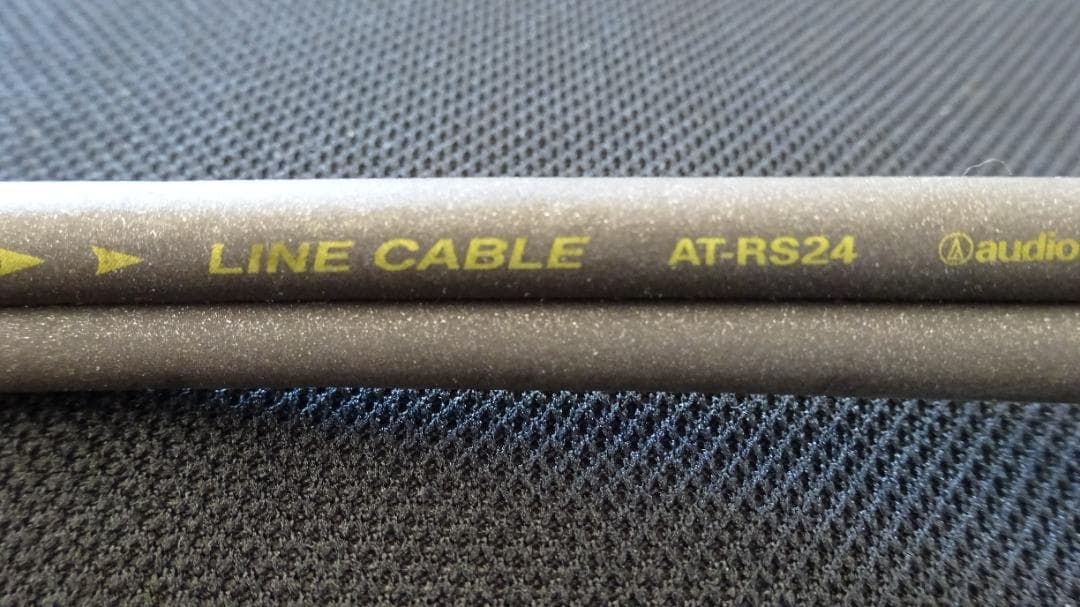 LINE CABLE AT-RS24 audio